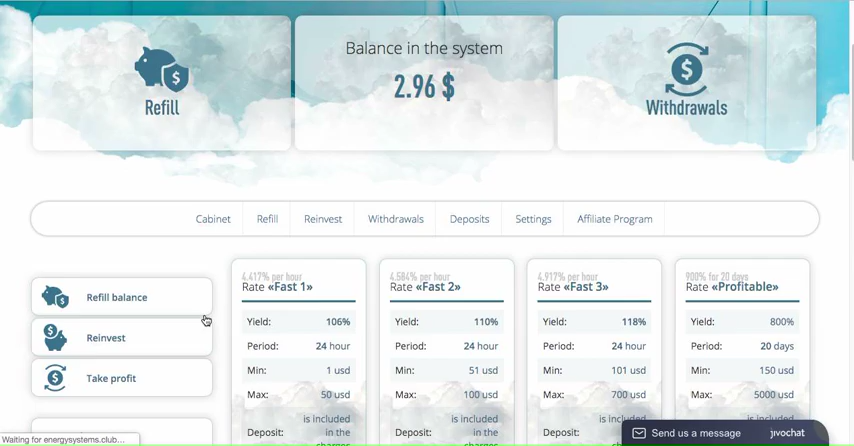 Balance in the system
2.96 $
Refill
Withdrawals
Cabinet Refill Reinvest Withdrawals Deposits Settings Affiliate Program
Refill balance
Reinvest
Take profit
4.417% per hour
Rate «Fast 1»
Yield: 106%
Period: 24 hour
Min: 1 usd
Max: 50 usd
Deposit: is included in the
4.584% per hour
Rate «Fast 2»
Yield: 110%
Period: 24 hour
Min: 51 usd
Max: 100 usd
Deposit: is included in the
4.917% per hour
Rate «Fast 3»
Yield: 118%
Period: 24 hour
Min: 101 usd
Max: 700 usd
Deposit: is included in the
900% for 20 days
Rate «Profitable»
Yield: 800%
Period: 20 days
Min: 150 usd
Max: 5000 usd
is included
Send us a message jivochat
Waiting for energysystems.club...